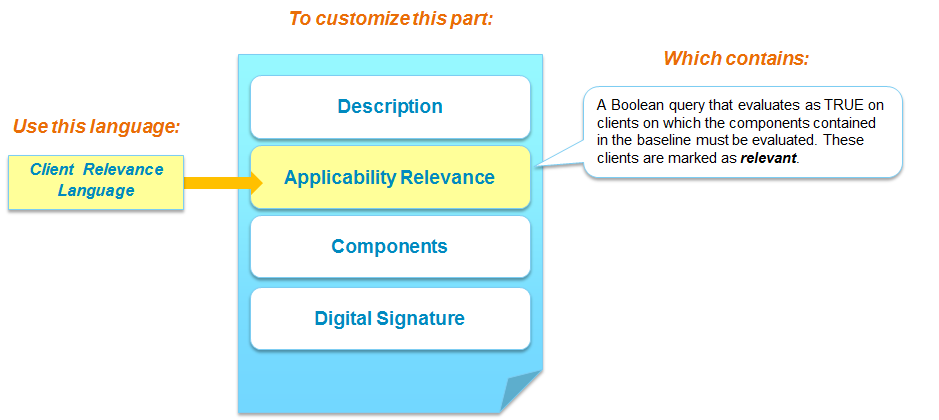 To customize this part:
Which contains:
Use this language:
Client Relevance
Language
Description
Applicability Relevance
Components
Digital Signature
A Boolean query that evaluates as TRUE on
clients on which the components contained
in the baseline must be evaluated. These
clients are marked as relevant.